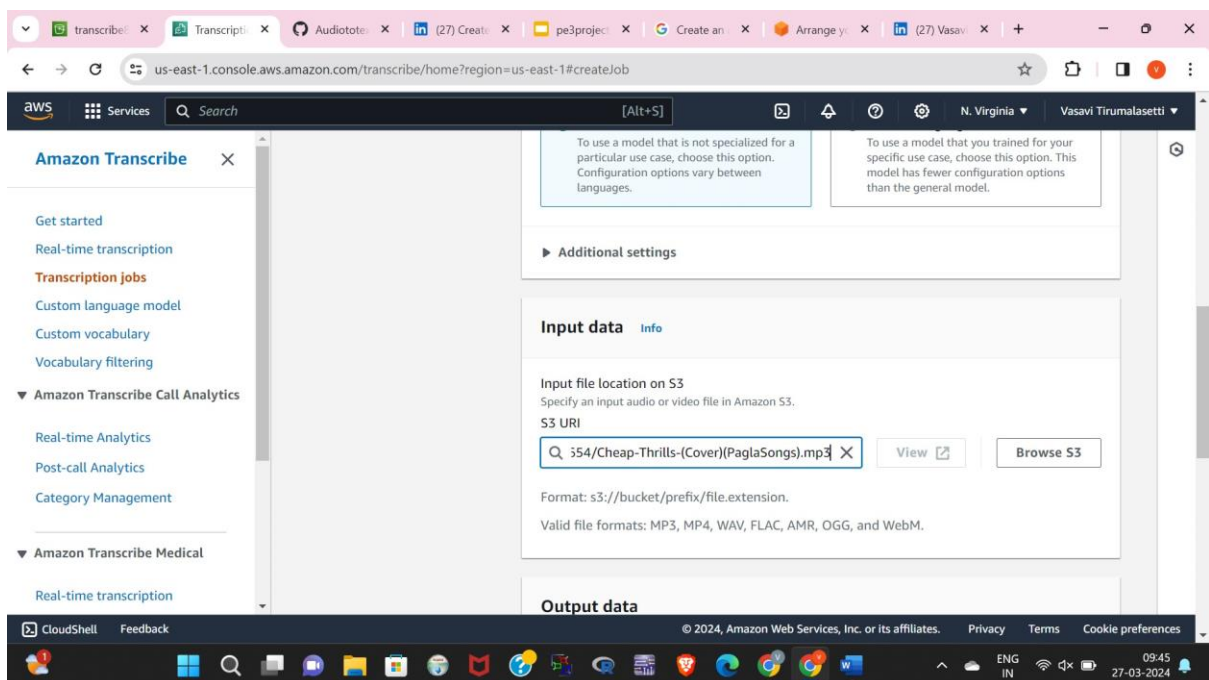 transcribe
Transcripti
Audiotote
(27) Create
pe3project
Create an
Arrange yo
(27) Vasavi
us-east-1.console.aws.amazon.com/transcribe/home?region=us-east-1#createJob
V
aws
Services
Search
[Alt+S]
N. Virginia ▼
Vasavi Tirumalasetti ▼
Amazon Transcribe
Get started
Real-time transcription
Transcription jobs
Custom language model
Custom vocabulary
Vocabulary filtering
▼ Amazon Transcribe Call Analytics
Real-time Analytics
Post-call Analytics
Category Management
▼ Amazon Transcribe Medical
Real-time transcription
To use a model that is not specialized for a
particular use case, choose this option.
Configuration options vary between
languages.
To use a model that you trained for your
specific use case, choose this option. This
model has fewer configuration options
than the general model.
▶ Additional settings
Input data Info
Input file location on S3
Specify an input audio or video file in Amazon S3.
S3 URI
554/Cheap-Thrills-(Cover)(PaglaSongs).mp3
View
Browse S3
Format: s3://bucket/prefix/file.extension.
Valid file formats: MP3, MP4, WAV, FLAC, AMR, OGG, and WebM.
Output data
CloudShell
Feedback
© 2024, Amazon Web Services, Inc. or its affiliates.
Privacy
Terms
Cookie preferences
ENG
IN
09:45
27-03-2024